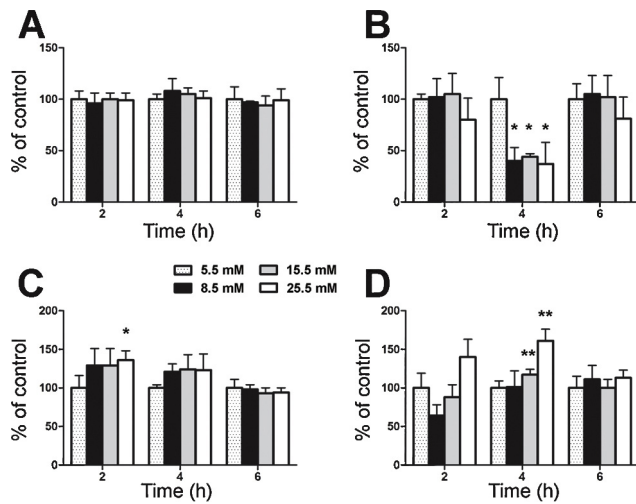 A
150
100
50
0
% of control
2 4 6
Time (h)
B
150
100
50
0
% of control
* * *
2 4 6
Time (h)
5.5 mM 15.5 mM
8.5 mM 25.5 mM
C
200
150
100
50
0
% of control
*
2 4 6
Time (h)
D
200
150
100
50
0
% of control
** **
2 4 6
Time (h)